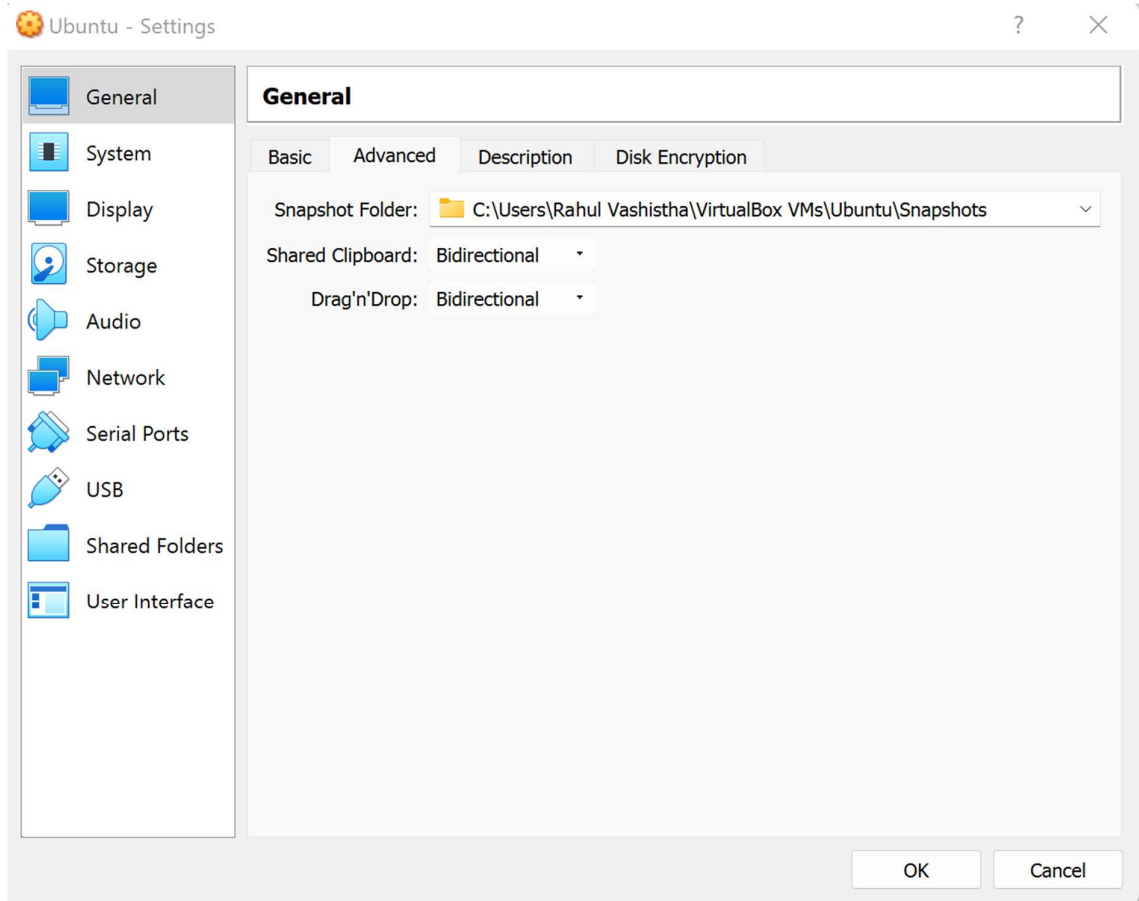 Ubuntu - Settings
?
General
System
Display
Storage
Audio
Network
Serial Ports
USB
Shared Folders
User Interface
General
Basic Advanced Description Disk Encryption
Snapshot Folder: C:\Users\Rahul Vashistha\VirtualBox VMs\Ubuntu\Snapshots
Shared Clipboard: Bidirectional
Drag'n'Drop: Bidirectional
OK Cancel